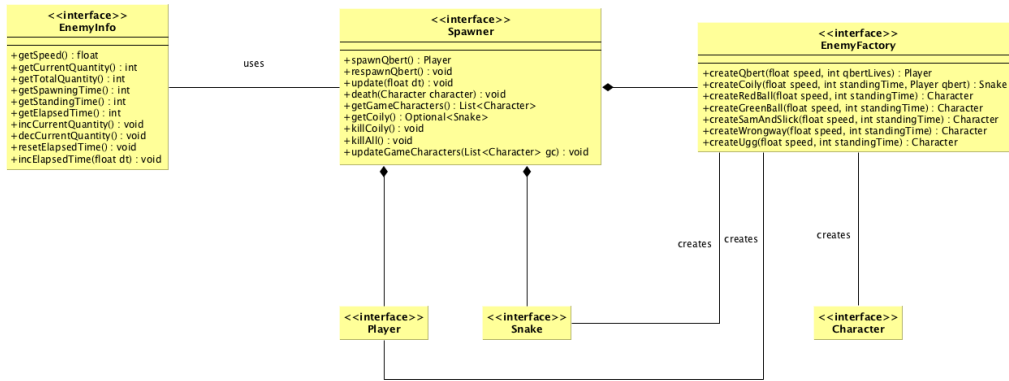 <<interface>>
EnemyInfo
+getSpeed() : float
+getCurrentQuantity() : int
+getTotalQuantity() : int
+getSpawningTime() : int
+getStandingTime() : int
+getElapsedTime() : int
+incCurrentQuantity() : void
+decCurrentQuantity() : void
+resetElapsedTime() : void
+incElapsedTime(float dt) : void
uses
<<interface>>
Spawner
+spawnQbert() : Player
+respawnQbert() : void
+update(float dt) : void
+death(Character character) : void
+getGameCharacters() : List<Character>
+getCoily() : Optional<Snake>
+killCoily() : void
+killAll() : void
+updateGameCharacters(List<Character> gc) : void
<<interface>>
EnemyFactory
+createQbert(float speed, int qbertLives) : Player
+createCoily(float speed, int standingTime, Player qbert) : Snake
+createRedBall(float speed, int standingTime) : Character
+createGreenBall(float speed, int standingTime) : Character
+createSamAndSlick(float speed, int standingTime) : Character
+createWrongway(float speed, int standingTime) : Character
+createUgg(float speed, int standingTime) : Character
creates
creates
creates
<<interface>>
Player
<<interface>>
Snake
<<interface>>
Character